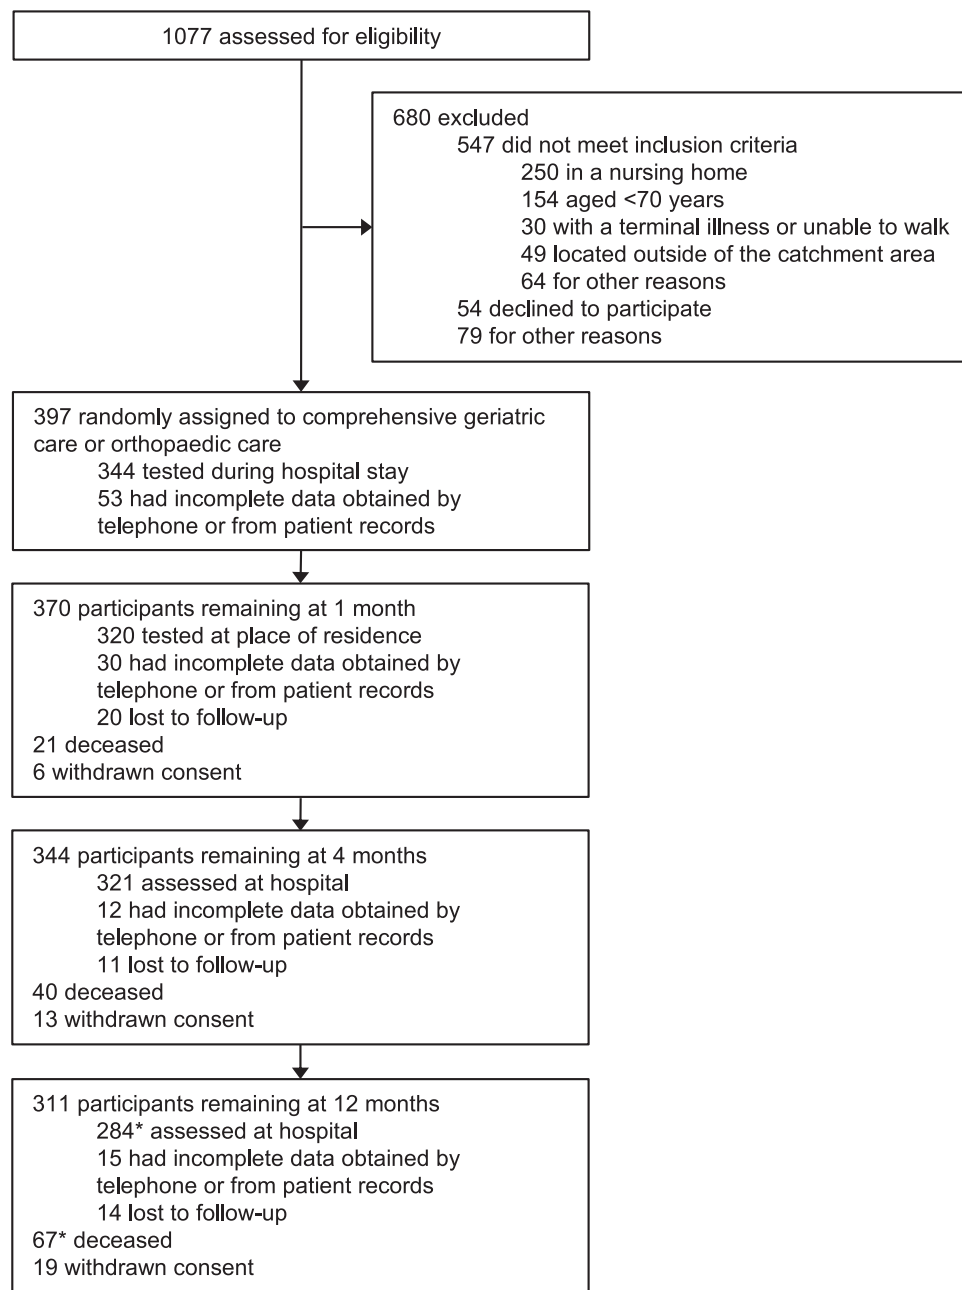 1077 assessed for eligibility
680 excluded
547 did not meet inclusion criteria
250 in a nursing home
154 aged <70 years
30 with a terminal illness or unable to walk
49 located outside of the catchment area
64 for other reasons
54 declined to participate
79 for other reasons
397 randomly assigned to comprehensive geriatric
care or orthopaedic care
344 tested during hospital stay
53 had incomplete data obtained by
telephone or from patient records
370 participants remaining at 1 month
320 tested at place of residence
30 had incomplete data obtained by
telephone or from patient records
20 lost to follow-up
21 deceased
6 withdrawn consent
344 participants remaining at 4 months
321 assessed at hospital
12 had incomplete data obtained by
telephone or from patient records
11 lost to follow-up
40 deceased
13 withdrawn consent
311 participants remaining at 12 months
284* assessed at hospital
15 had incomplete data obtained by
telephone or from patient records
14 lost to follow-up
67* deceased
19 withdrawn consent